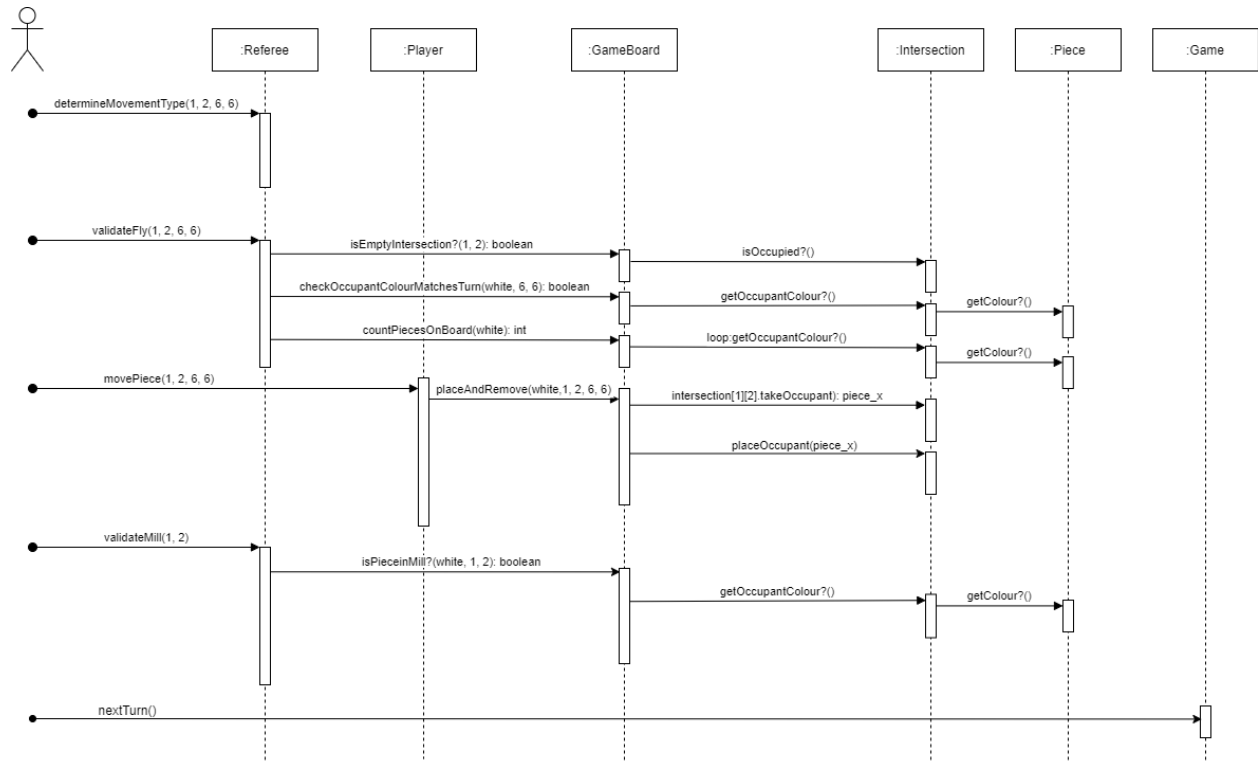 :Referee
:Player
:GameBoard
:Intersection
:Piece
:Game
determineMovementType(1, 2, 6, 6)
validateFly(1, 2, 6, 6)
isEmptyIntersection?(1, 2): boolean
isOccupied?()
checkOccupantColourMatchesTurn(white, 6, 6): boolean
getOccupantColour?()
getColour?()
countPiecesOnBoard(white): int
loop:getOccupantColour?()
getColour?()
movePiece(1, 2, 6, 6)
placeAndRemove(white,1, 2, 6, 6)
intersection[1][2].takeOccupant): piece_x
placeOccupant(piece_x)
validateMill(1, 2)
isPieceinMill?(white, 1, 2): boolean
getOccupantColour?()
getColour?()
nextTurn()